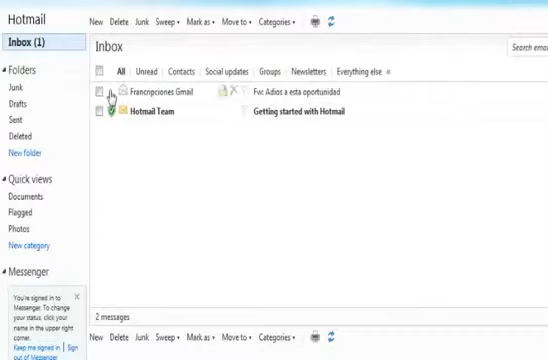 Hotmail
New Delete Junk Sweep Mark as Move to Categories
Inbox (1)
Inbox
Search emai
Folders
All Unread Contacts Social updates Groups Newsletters Everything else
Junk
Francripciones Gmail Fw: Adios a esta oportunidad
Drafts
Hotmail Team Getting started with Hotmail
Sent
Deleted
New folder
Quick views
Documents
Flagged
Photos
New category
Messenger
You're signed in to
Messenger. To change
your status, click your
name in the upper right
corner.
Keep me signed in | Sign
out of Messenger
2 messages
New Delete Junk Sweep Mark as Move to Categories